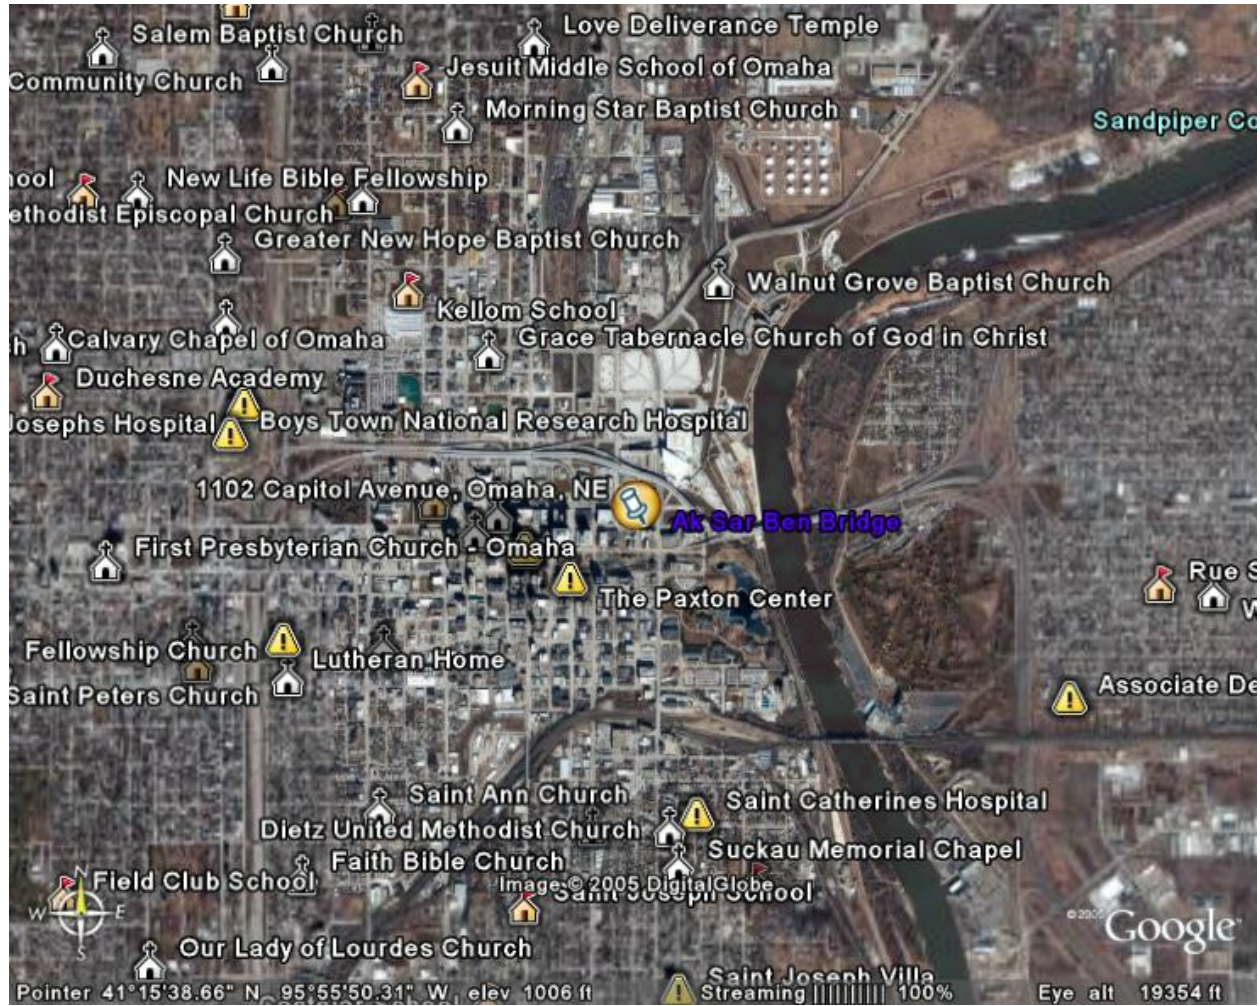 Love Deliverance Temple
Salem Baptist Church
Jesuit Middle School of Omaha
Community Church
Morning Star Baptist Church
Sandpiper Co
ool
New Life Bible Fellowship
ethodist Episcopal Church
Greater New Hope Baptist Church
Walnut Grove Baptist Church
Kellom School
Grace Tabernacle Church of God in Christ
h
Calvary Chapel of Omaha
Duchesne Academy
Josephs Hospital
Boys Town National Research Hospital
1102 Capitol Avenue, Omaha, NE
Ak Sar Ben Bridge
First Presbyterian Church - Omaha
Rue S
The Paxton Center
W
Fellowship Church
Lutheran Home
Associate De
Saint Peters Church
Saint Ann Church
Saint Catherines Hospital
Dietz United Methodist Church
Suckau Memorial Chapel
Faith Bible Church
Field Club School
Image © 2005 DigitalGlobe
Saint Joseph School
N
W E
S
© 2005 Google
Our Lady of Lourdes Church
Saint Joseph Villa
Pointer 41°15'38.66" N 95°55'50.31" W elev 1006 ft Streaming |||||||||| 100% Eye alt 19354 ft